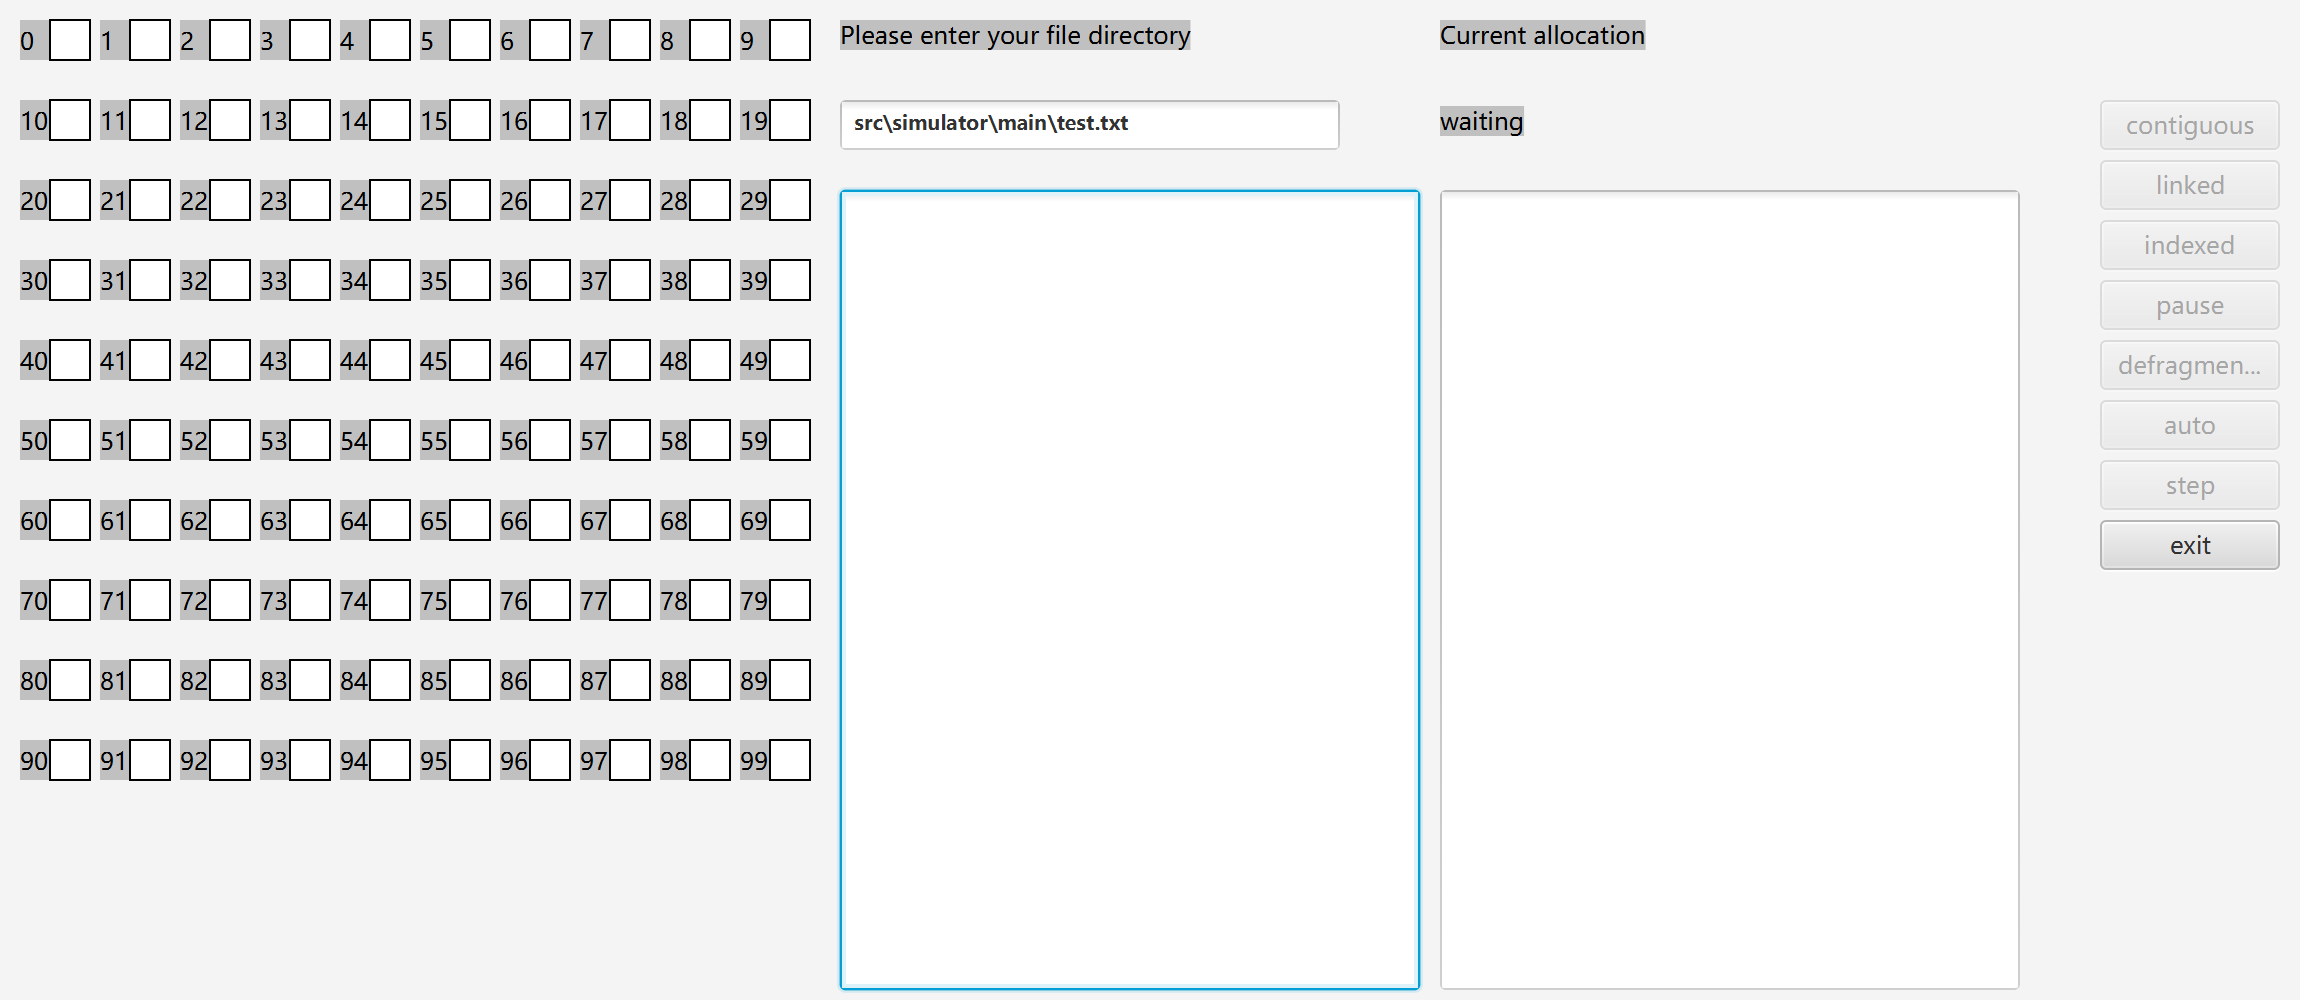 0 1 2 3 4 5 6 7 8 9
10 11 12 13 14 15 16 17 18 19
20 21 22 23 24 25 26 27 28 29
30 31 32 33 34 35 36 37 38 39
40 41 42 43 44 45 46 47 48 49
50 51 52 53 54 55 56 57 58 59
60 61 62 63 64 65 66 67 68 69
70 71 72 73 74 75 76 77 78 79
80 81 82 83 84 85 86 87 88 89
90 91 92 93 94 95 96 97 98 99
Please enter your file directory
src\simulator\main\test.txt
Current allocation
waiting
contiguous
linked
indexed
pause
defragmen...
auto
step
exit